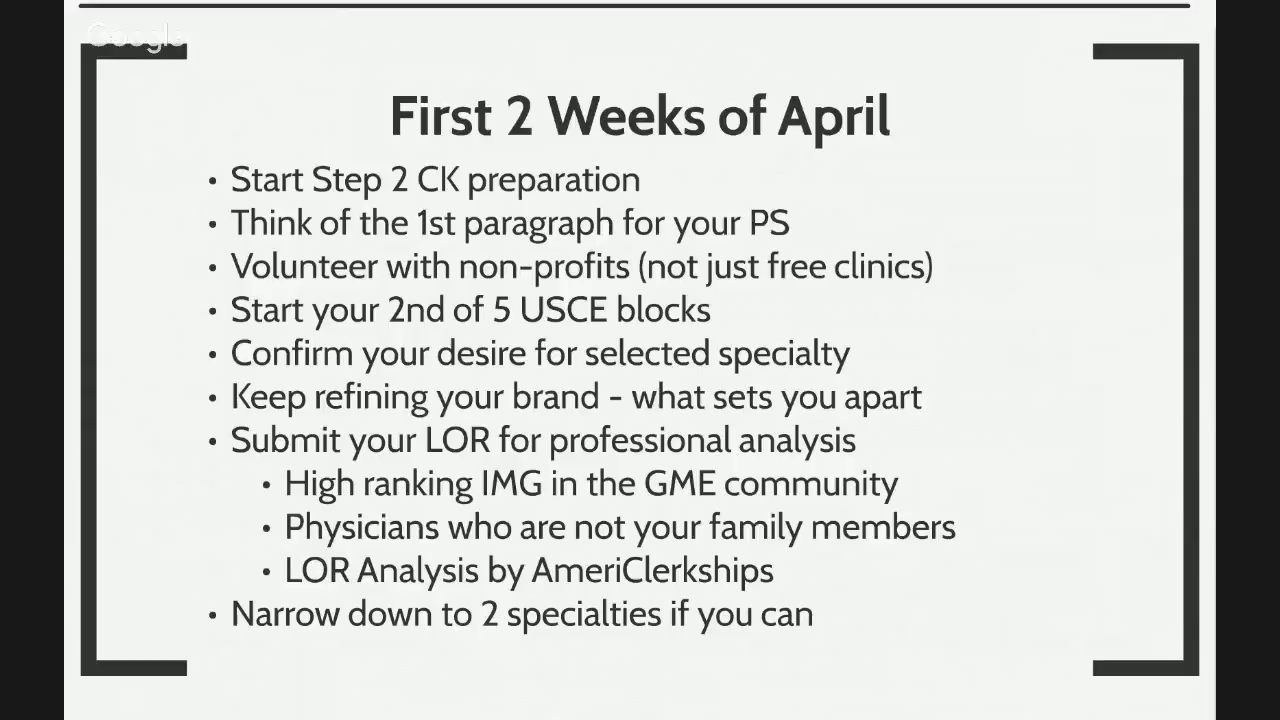 Google
First 2 Weeks of April
• Start Step 2 CK preparation
• Think of the 1st paragraph for your PS
• Volunteer with non-profits (not just free clinics)
• Start your 2nd of 5 USCE blocks
• Confirm your desire for selected specialty
• Keep refining your brand - what sets you apart
• Submit your LOR for professional analysis
• High ranking IMG in the GME community
• Physicians who are not your family members
• LOR Analysis by AmeriClerkships
• Narrow down to 2 specialties if you can